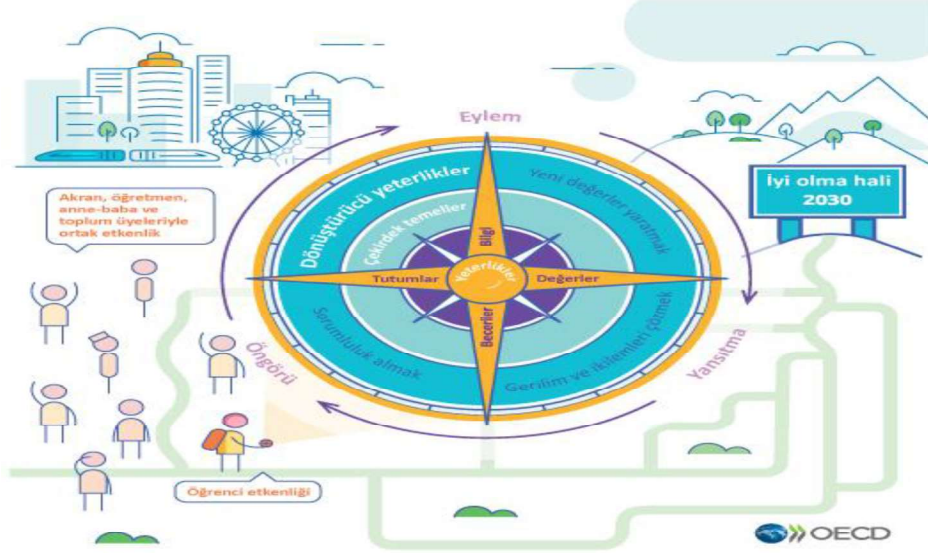 Eylem
Akran, öğretmen,
anne-baba ve
toplum üyeleriyle
ortak etkenlik
Dönüştürücü yeterlikler
Yeni değerler yaratmak
İyi olma hali
2030
Çekirdek temeller
Bilgi
Tutumlar
Yeterlikler
Değerler
Beceriler
Sorumluluk almak
Gerilim ve ikilemleri çözmek
Öngörü
Yansıtma
Öğrenci etkenliği
OECD